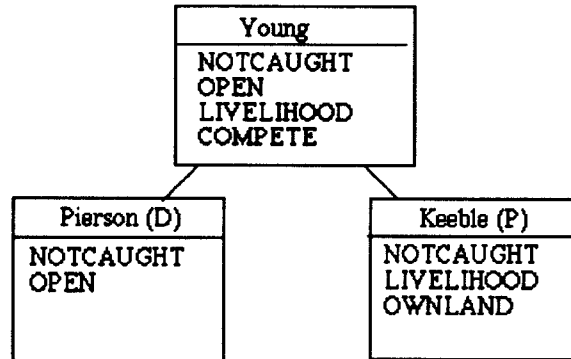 Young
NOTCAUGHT
OPEN
LIVELIHOOD
COMPETE
Pierson (D)
NOTCAUGHT
OPEN
Keeble (P)
NOTCAUGHT
LIVELIHOOD
OWNLAND